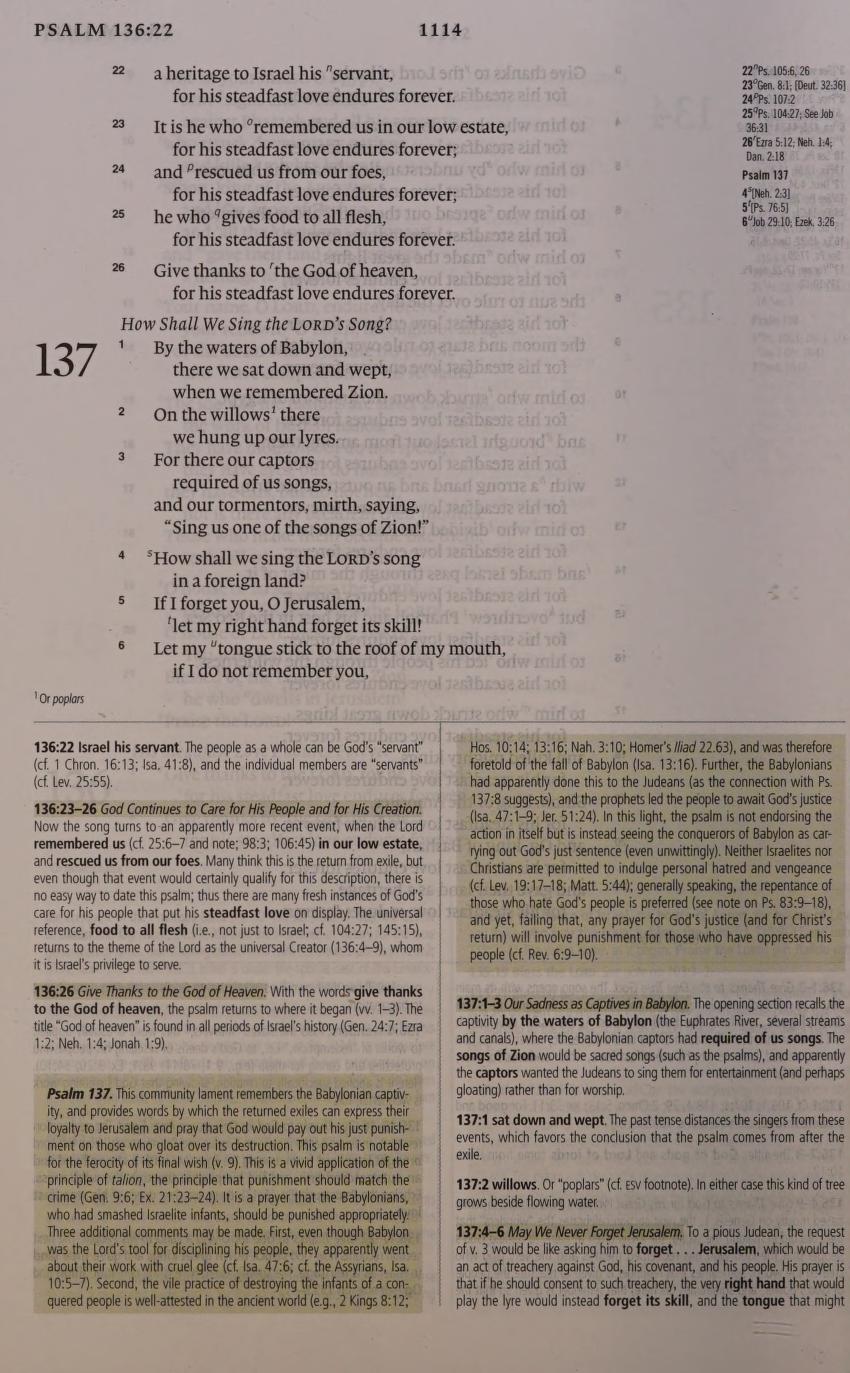 PSALM 136:22
1114
22 a heritage to Israel his ⁿservant,
for his steadfast love endures forever.
23 It is he who ᵒremembered us in our low estate,
for his steadfast love endures forever;
24 and ᵖrescued us from our foes,
for his steadfast love endures forever;
25 he who ᑫgives food to all flesh,
for his steadfast love endures forever.
26 Give thanks to ʳthe God of heaven,
for his steadfast love endures forever.
How Shall We Sing the LORD's Song?
137 1 By the waters of Babylon,
there we sat down and wept,
when we remembered Zion.
2 On the willows¹ there
we hung up our lyres.
3 For there our captors
required of us songs,
and our tormentors, mirth, saying,
“Sing us one of the songs of Zion!”
4 ˢHow shall we sing the LORD's song
in a foreign land?
5 If I forget you, O Jerusalem,
ᵗlet my right hand forget its skill!
6 Let my ᵘtongue stick to the roof of my mouth,
if I do not remember you,
¹ Or poplars
22ⁿPs. 105:6, 26
23ᵒGen. 8:1; [Deut. 32:36]
24ᵖPs. 107:2
25ᑫPs. 104:27; See Job
36:31
26ʳEzra 5:12; Neh. 1:4;
Dan. 2:18
Psalm 137
4ˢ[Neh. 2:3]
5ᵗ[Ps. 76:5]
6ᵘJob 29:10; Ezek. 3:26
136:22 Israel his servant. The people as a whole can be God's “servant”
(cf. 1 Chron. 16:13; Isa. 41:8), and the individual members are “servants”
(cf. Lev. 25:55).
136:23–26 God Continues to Care for His People and for His Creation.
Now the song turns to an apparently more recent event, when the Lord
remembered us (cf. 25:6–7 and note; 98:3; 106:45) in our low estate,
and rescued us from our foes. Many think this is the return from exile, but
even though that event would certainly qualify for this description, there is
no easy way to date this psalm; thus there are many fresh instances of God's
care for his people that put his steadfast love on display. The universal
reference, food to all flesh (i.e., not just to Israel; cf. 104:27; 145:15),
returns to the theme of the Lord as the universal Creator (136:4–9), whom
it is Israel's privilege to serve.
136:26 Give Thanks to the God of Heaven. With the words give thanks
to the God of heaven, the psalm returns to where it began (vv. 1–3). The
title “God of heaven” is found in all periods of Israel's history (Gen. 24:7; Ezra
1:2; Neh. 1:4; Jonah 1:9).
Psalm 137. This community lament remembers the Babylonian captiv-
ity, and provides words by which the returned exiles can express their
loyalty to Jerusalem and pray that God would pay out his just punish-
ment on those who gloat over its destruction. This psalm is notable
for the ferocity of its final wish (v. 9). This is a vivid application of the
principle of talion, the principle that punishment should match the
crime (Gen. 9:6; Ex. 21:23–24). It is a prayer that the Babylonians,
who had smashed Israelite infants, should be punished appropriately.
Three additional comments may be made. First, even though Babylon
was the Lord's tool for disciplining his people, they apparently went
about their work with cruel glee (cf. Isa. 47:6; cf. the Assyrians, Isa.
10:5–7). Second, the vile practice of destroying the infants of a con-
quered people is well-attested in the ancient world (e.g., 2 Kings 8:12;
Hos. 10:14; 13:16; Nah. 3:10; Homer's Iliad 22.63), and was therefore
foretold of the fall of Babylon (Isa. 13:16). Further, the Babylonians
had apparently done this to the Judeans (as the connection with Ps.
137:8 suggests), and the prophets led the people to await God's justice
(Isa. 47:1–9; Jer. 51:24). In this light, the psalm is not endorsing the
action in itself but is instead seeing the conquerors of Babylon as car-
rying out God's just sentence (even unwittingly). Neither Israelites nor
Christians are permitted to indulge personal hatred and vengeance
(cf. Lev. 19:17–18; Matt. 5:44); generally speaking, the repentance of
those who hate God's people is preferred (see note on Ps. 83:9–18),
and yet, failing that, any prayer for God's justice (and for Christ's
return) will involve punishment for those who have oppressed his
people (cf. Rev. 6:9–10).
137:1–3 Our Sadness as Captives in Babylon. The opening section recalls the
captivity by the waters of Babylon (the Euphrates River, several streams
and canals), where the Babylonian captors had required of us songs. The
songs of Zion would be sacred songs (such as the psalms), and apparently
the captors wanted the Judeans to sing them for entertainment (and perhaps
gloating) rather than for worship.
137:1 sat down and wept. The past tense distances the singers from these
events, which favors the conclusion that the psalm comes from after the
exile.
137:2 willows. Or “poplars” (cf. ESV footnote). In either case this kind of tree
grows beside flowing water.
137:4–6 May We Never Forget Jerusalem. To a pious Judean, the request
of v. 3 would be like asking him to forget . . . Jerusalem, which would be
an act of treachery against God, his covenant, and his people. His prayer is
that if he should consent to such treachery, the very right hand that would
play the lyre would instead forget its skill, and the tongue that might